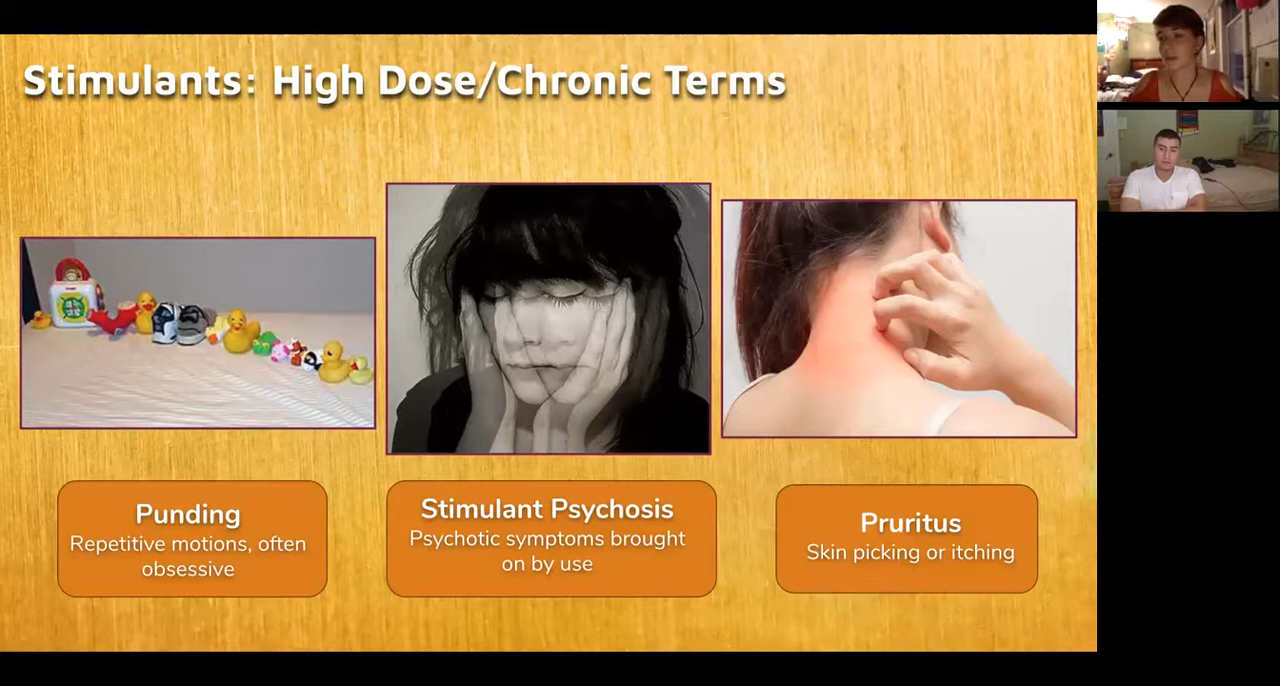 Stimulants: High Dose/Chronic Terms
Punding
Repetitive motions, often
obsessive
Stimulant Psychosis
Psychotic symptoms brought
on by use
Pruritus
Skin picking or itching